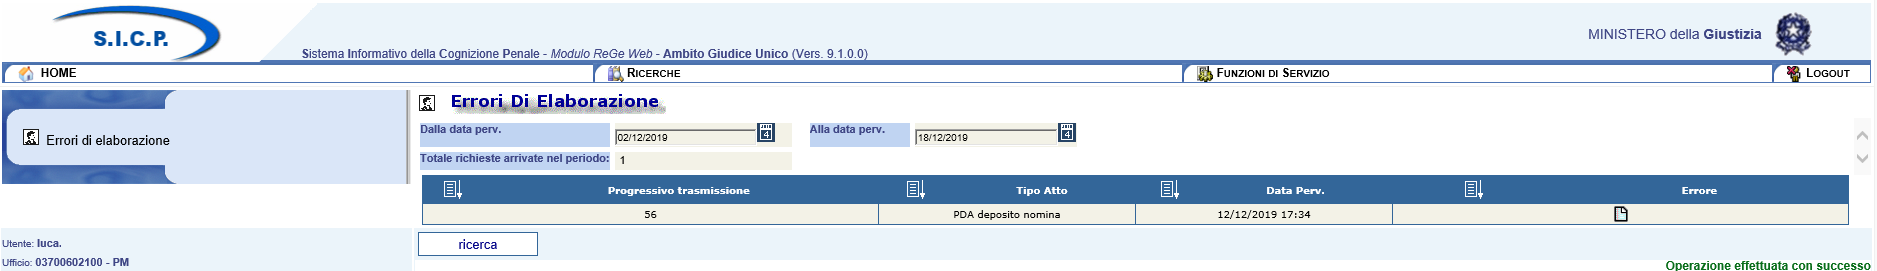 S.I.C.P.
Sistema Informativo della Cognizione Penale - Modulo ReGe Web - Ambito Giudice Unico (Vers. 9.1.0.0)
MINISTERO della Giustizia
HOME
RICERCHE
FUNZIONI DI SERVIZIO
LOGOUT
Errori di elaborazione
Errori Di Elaborazione
Dalla data perv. 02/12/2019 4 Alla data perv. 18/12/2019 4
Totale richieste arrivate nel periodo: 1
Progressivo trasmissione Tipo Atto Data Perv. Errore
56 PDA deposito nomina 12/12/2019 17:34
ricerca
Utente: luca.
Ufficio: 03700602100 - PM
Operazione effettuata con successo